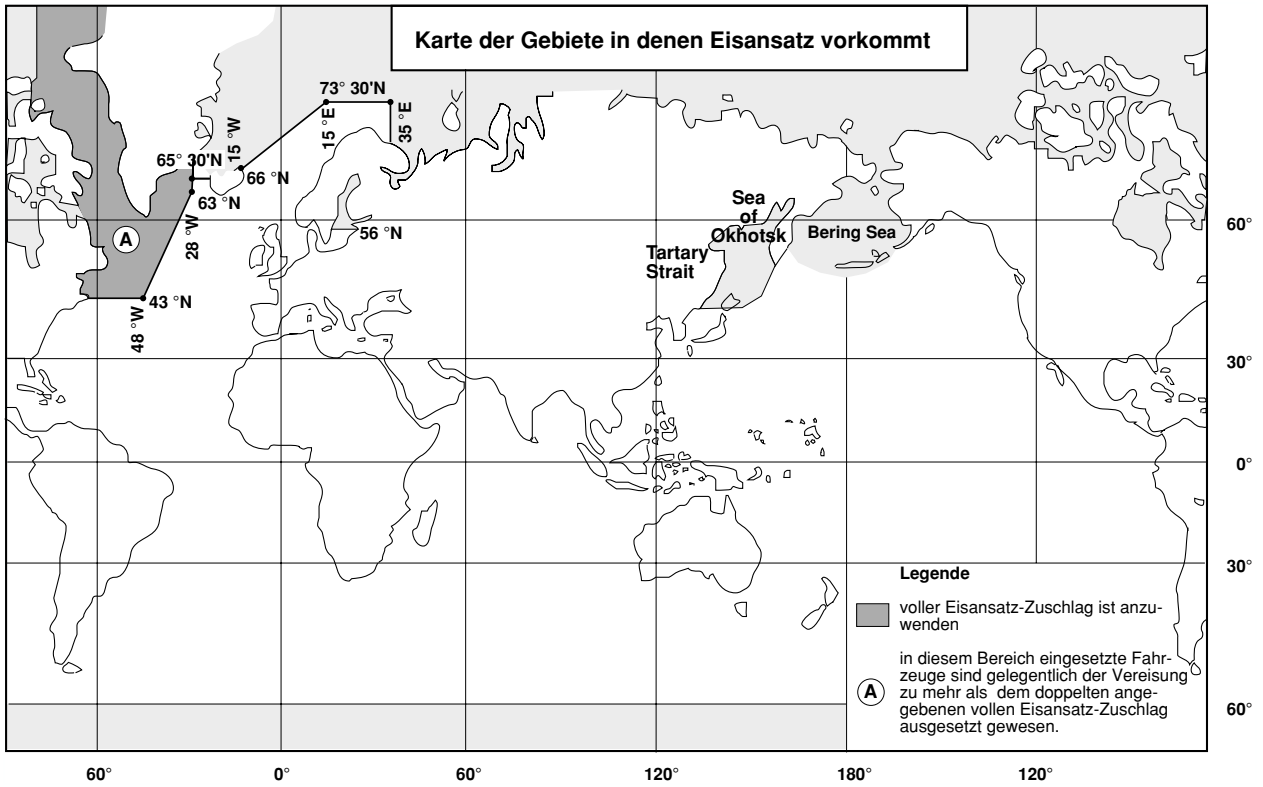 Karte der Gebiete in denen Eisansatz vorkommt
73° 30'N
15 °W
15 °E
35 °E
65° 30'N
66 °N
63 °N
28 °W
56 °N
A
43 °N
48 °W
Sea
of
Okhotsk
Bering Sea
Tartary
Strait
60°
30°
0°
30°
60°
Legende
voller Eisansatz-Zuschlag ist anzu-
wenden
A
in diesem Bereich eingesetzte Fahr-
zeuge sind gelegentlich der Vereisung
zu mehr als dem doppelten ange-
gebenen vollen Eisansatz-Zuschlag
ausgesetzt gewesen.
60° 0° 60° 120° 180° 120°